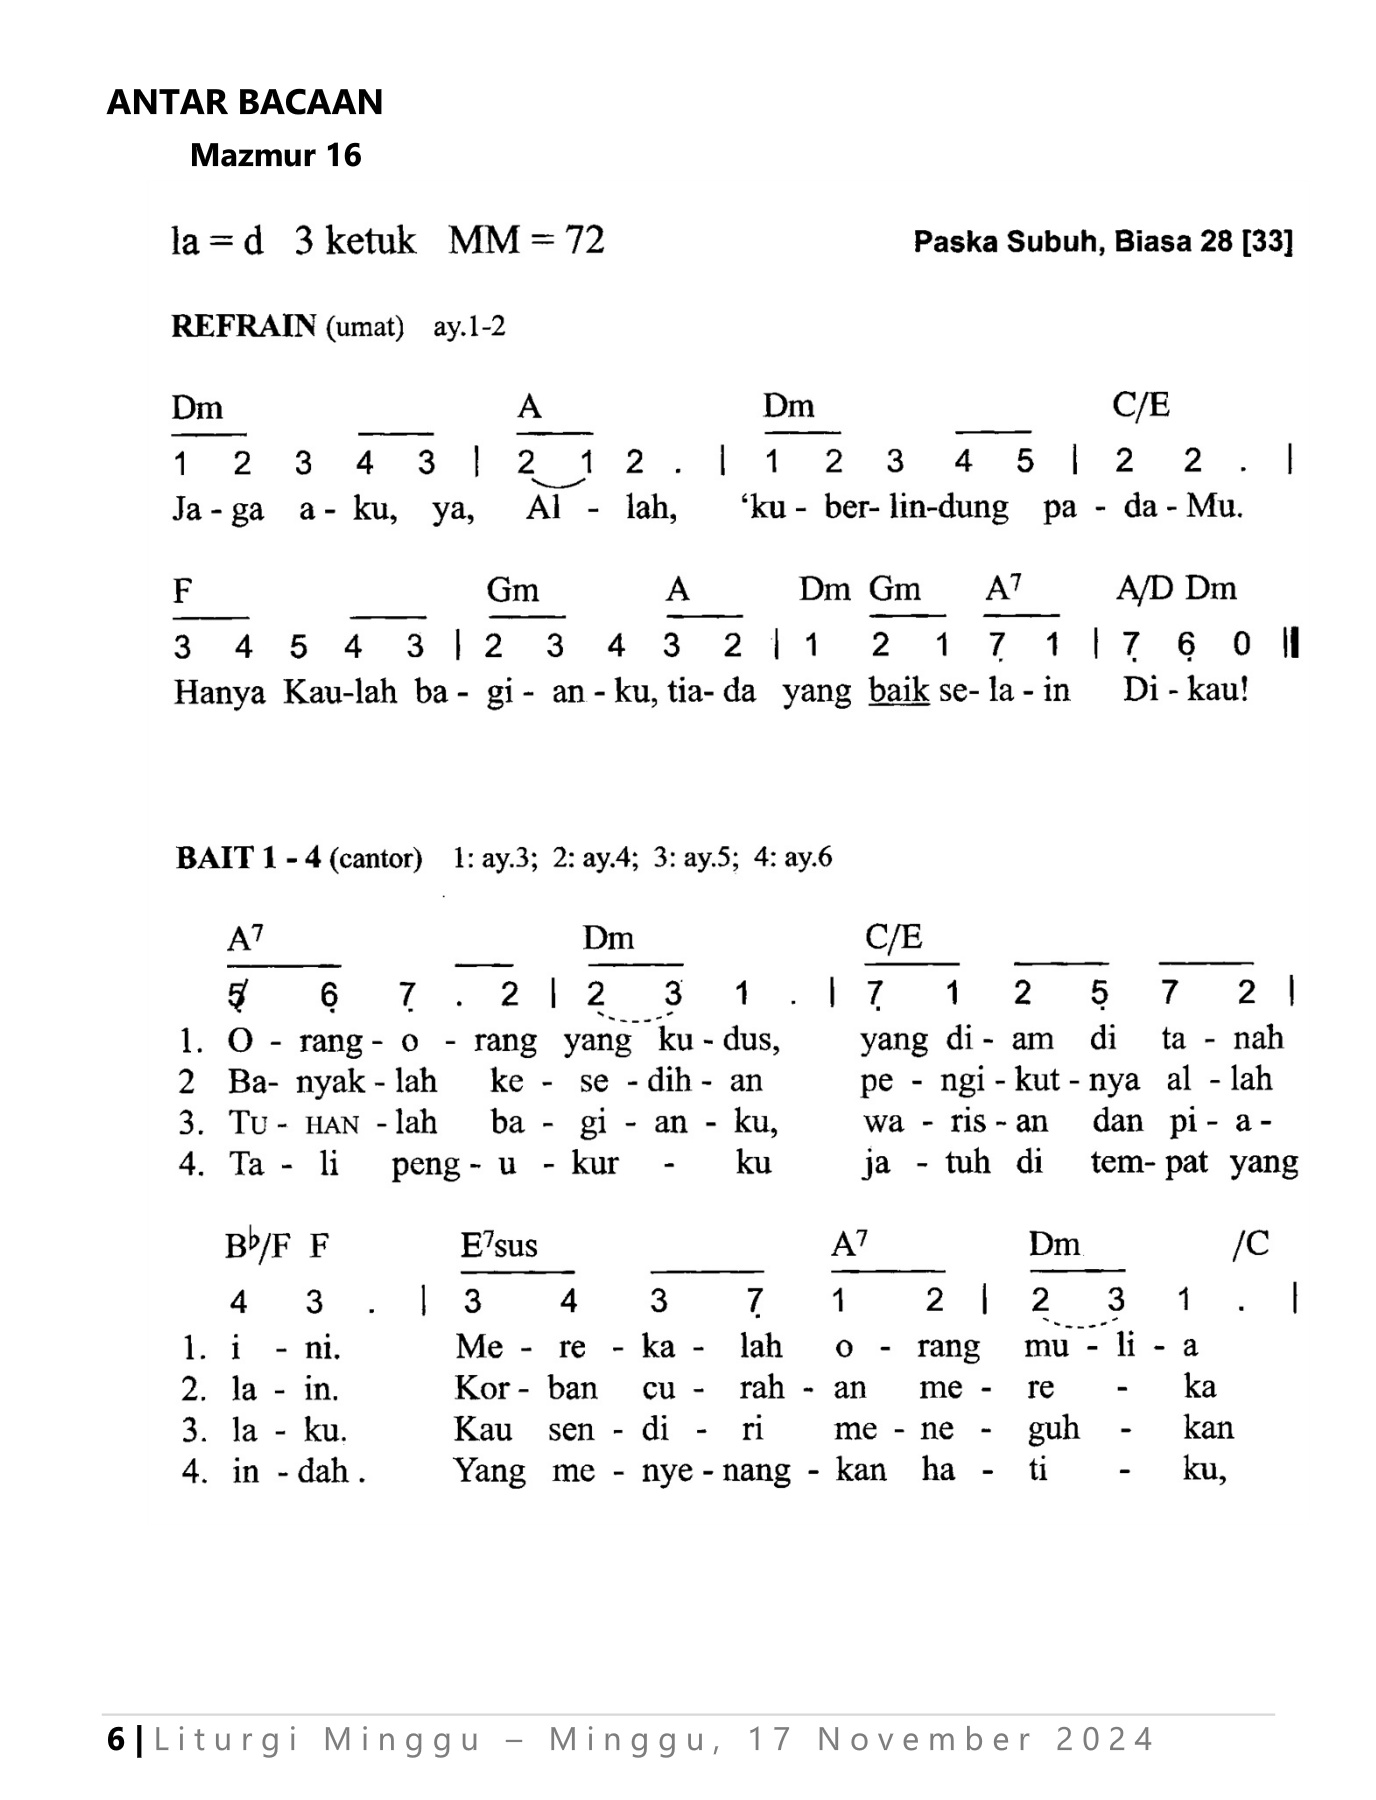 ANTAR BACAAN
Mazmur 16
la = d 3 ketuk MM = 72 Paska Subuh, Biasa 28 [33]
REFRAIN (umat) ay.1-2
Dm A Dm C/E
1 2 3 4 3 | 2 1 2 . | 1 2 3 4 5 | 2 2 . |
Ja - ga a - ku, ya, Al - lah, ‘ku - ber- lin-dung pa - da - Mu.
F Gm A Dm Gm A⁷ A/D Dm
3 4 5 4 3 | 2 3 4 3 2 | 1 2 1 7̣ 1 | 7̣ 6̣ 0 ||
Hanya Kau-lah ba - gi - an - ku, tia- da yang baik se- la - in Di - kau!
BAIT 1 - 4 (cantor) 1: ay.3; 2: ay.4; 3: ay.5; 4: ay.6
A⁷ Dm C/E
5̸̣ 6̣ 7̣ . 2 | 2 3 1 . | 7̣ 1 2 5̣ 7 2 |
1. O - rang - o - rang yang ku - dus, yang di - am di ta - nah
2 Ba- nyak - lah ke - se - dih - an pe - ngi - kut - nya al - lah
3. TU - HAN - lah ba - gi - an - ku, wa - ris - an dan pi - a -
4. Ta - li peng - u - kur - ku ja - tuh di tem- pat yang
B♭/F F E⁷sus A⁷ Dm /C
4 3 . | 3 4 3 7̣ 1 2 | 2 3 1 . |
1. i - ni. Me - re - ka - lah o - rang mu - li - a
2. la - in. Kor - ban cu - rah - an me - re - ka
3. la - ku. Kau sen - di - ri me - ne - guh - kan
4. in - dah . Yang me - nye - nang - kan ha - ti - ku,
6 | Liturgi Minggu – Minggu, 17 November 2024